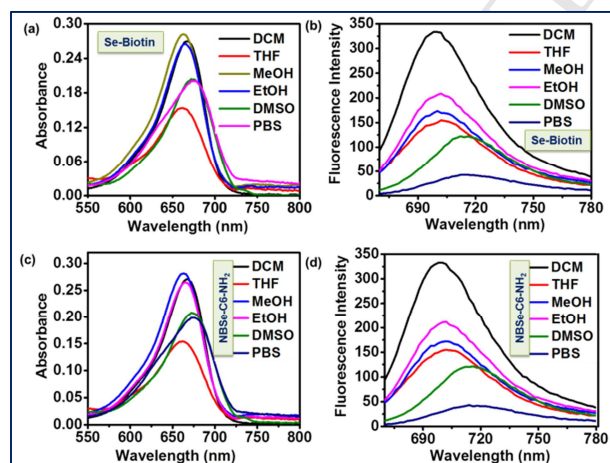 (a)
Se-Biotin
DCM
THF
MeOH
EtOH
DMSO
PBS
Absorbance
0.30
0.24
0.18
0.12
0.06
0.00
550 600 650 700 750 800
Wavelength (nm)
(b)
DCM
THF
MeOH
EtOH
DMSO
PBS
Se-Biotin
Fluorescence Intensity
350
300
250
200
150
100
50
0
690 720 750 780
Wavelength (nm)
(c)
NBSe-C6-NH2
DCM
THF
MeOH
EtOH
DMSO
PBS
Absorbance
0.30
0.25
0.20
0.15
0.10
0.05
0.00
550 600 650 700 750 800
Wavelength (nm)
(d)
NBSe-C6-NH2
DCM
THF
MeOH
EtOH
DMSO
PBS
Fluorescence Intensity
350
300
250
200
150
100
50
0
690 720 750 780
Wavelength (nm)